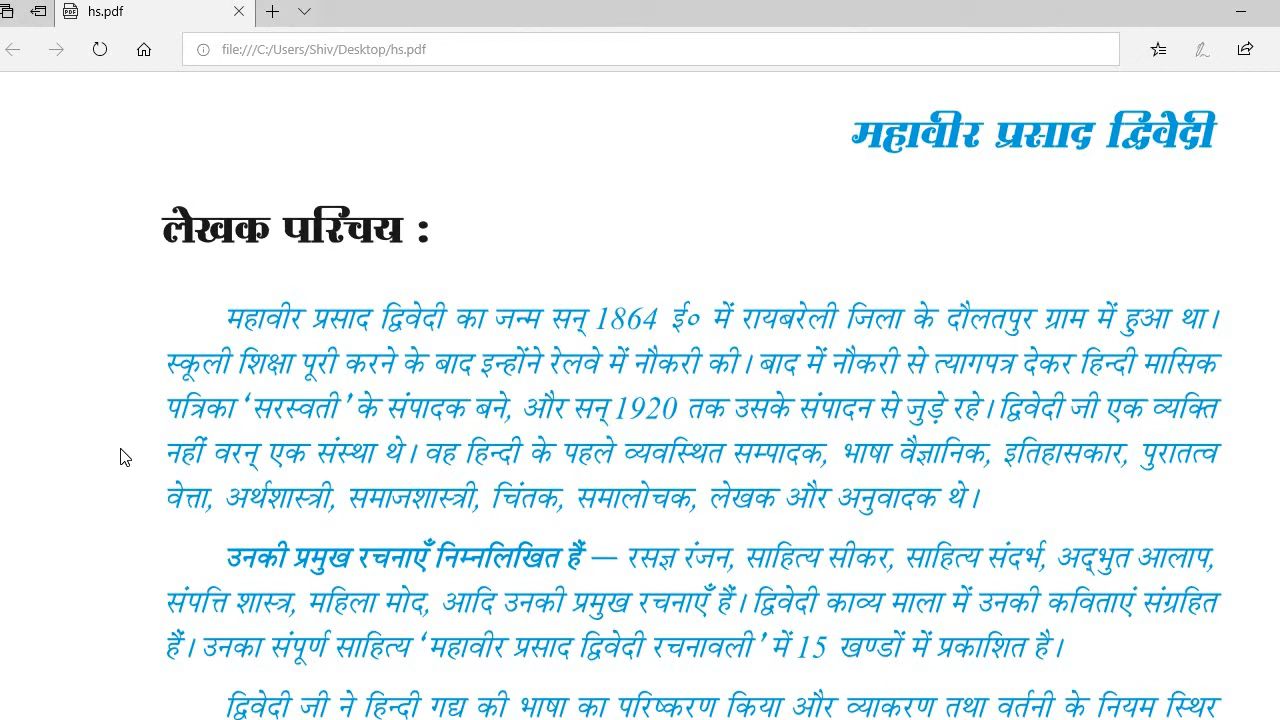 hs.pdf
file:///C:/Users/Shiv/Desktop/hs.pdf
महावीर प्रसाद द्विवेदी
लेखक परिचय :
महावीर प्रसाद द्विवेदी का जन्म सन् 1864 ई० में रायबरेली जिला के दौलतपुर ग्राम में हुआ था।
स्कूली शिक्षा पूरी करने के बाद इन्होंने रेलवे में नौकरी की। बाद में नौकरी से त्यागपत्र देकर हिन्दी मासिक
पत्रिका ‘सरस्वती’ के संपादक बने, और सन् 1920 तक उसके संपादन से जुड़े रहे। द्विवेदी जी एक व्यक्ति
नहीं वरन् एक संस्था थे। वह हिन्दी के पहले व्यवस्थित सम्पादक, भाषा वैज्ञानिक, इतिहासकार, पुरातत्व
वेत्ता, अर्थशास्त्री, समाजशास्त्री, चिंतक, समालोचक, लेखक और अनुवादक थे।
उनकी प्रमुख रचनाएँ निम्नलिखित हैं — रसज्ञ रंजन, साहित्य सीकर, साहित्य संदर्भ, अद्‌भुत आलाप,
संपत्ति शास्त्र, महिला मोद, आदि उनकी प्रमुख रचनाएँ हैं। द्विवेदी काव्य माला में उनकी कविताएं संग्रहित
हैं। उनका संपूर्ण साहित्य ‘महावीर प्रसाद द्विवेदी रचनावली’ में 15 खण्डों में प्रकाशित है।
द्विवेदी जी ने हिन्दी गद्य की भाषा का परिष्करण किया और व्याकरण तथा वर्तनी के नियम स्थिर